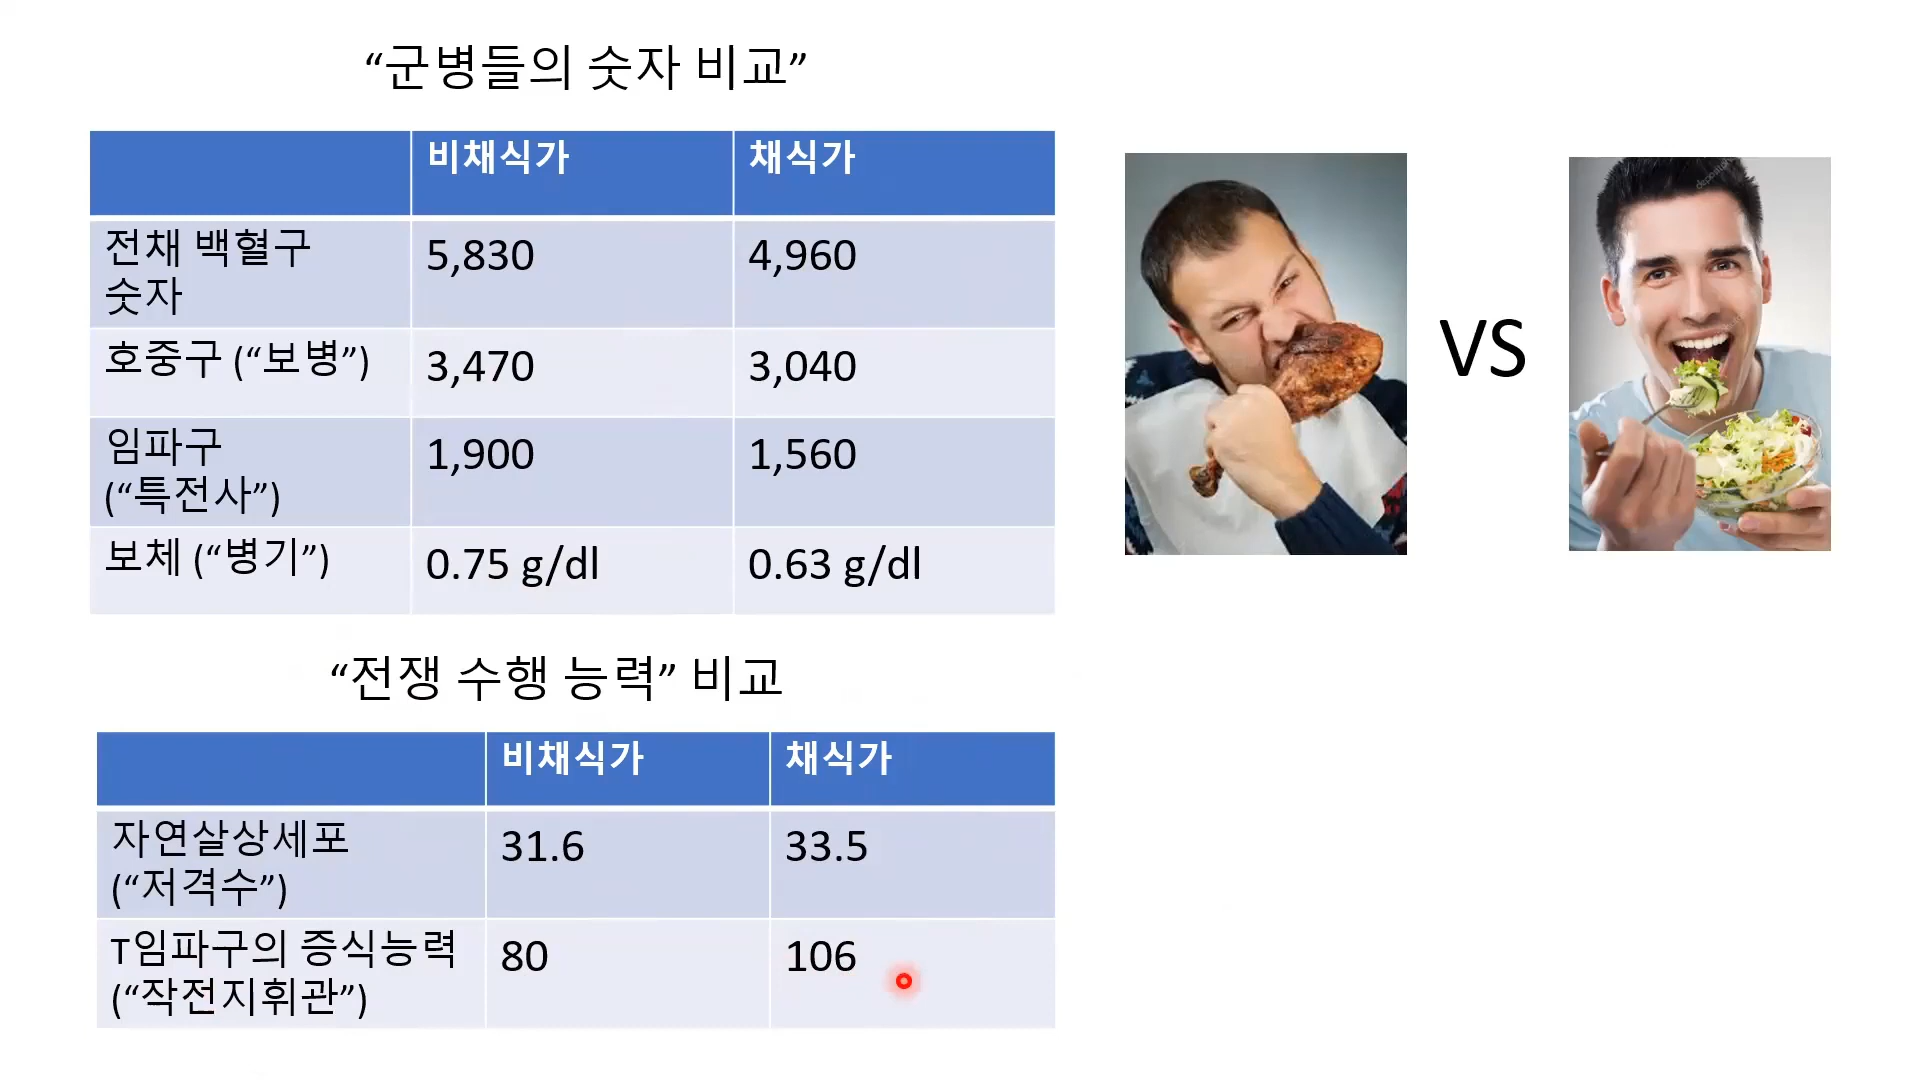 “군병들의 숫자 비교”
비채식가 채식가
전채 백혈구
숫자
5,830 4,960
호중구 (“보병”) 3,470 3,040
임파구
(“특전사”)
1,900 1,560
보체 (“병기”) 0.75 g/dl 0.63 g/dl
VS
“전쟁 수행 능력” 비교
비채식가 채식가
자연살상세포
(“저격수”)
31.6 33.5
T임파구의 증식능력
(“작전지휘관”)
80 106